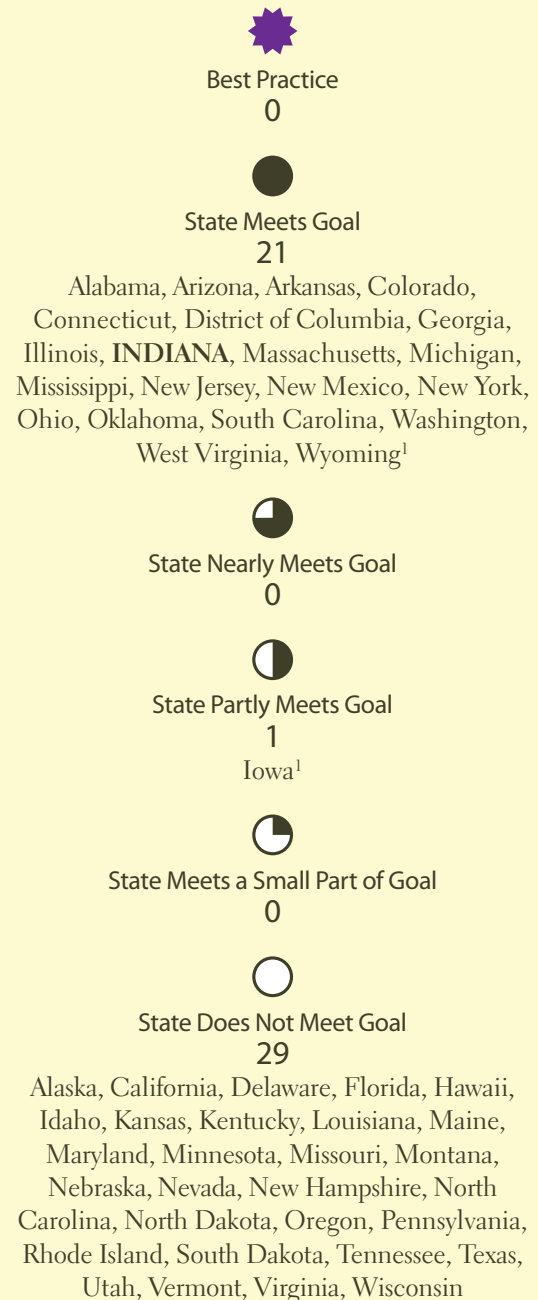 Best Practice
0
State Meets Goal
21
Alabama, Arizona, Arkansas, Colorado,
Connecticut, District of Columbia, Georgia,
Illinois, INDIANA, Massachusetts, Michigan,
Mississippi, New Jersey, New Mexico, New York,
Ohio, Oklahoma, South Carolina, Washington,
West Virginia, Wyoming¹
State Nearly Meets Goal
0
State Partly Meets Goal
1
Iowa¹
State Meets a Small Part of Goal
0
State Does Not Meet Goal
29
Alaska, California, Delaware, Florida, Hawaii,
Idaho, Kansas, Kentucky, Louisiana, Maine,
Maryland, Minnesota, Missouri, Montana,
Nebraska, Nevada, New Hampshire, North
Carolina, North Dakota, Oregon, Pennsylvania,
Rhode Island, South Dakota, Tennessee, Texas,
Utah, Vermont, Virginia, Wisconsin